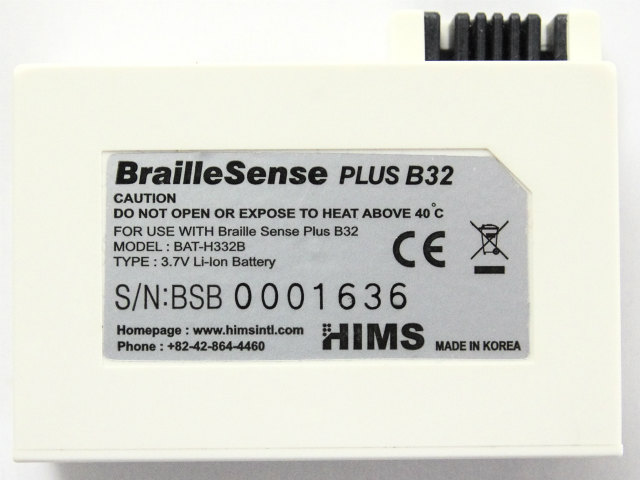 BrailleSense PLUS B32
CAUTION
DO NOT OPEN OR EXPOSE TO HEAT ABOVE 40°C
FOR USE WITH Braille Sense Plus B32
MODEL : BAT-H332B
TYPE : 3.7V Li-Ion Battery
CE
S/N:BSB 0001636
Homepage : www.himsintl.com
Phone : +82-42-864-4460
HIMS
MADE IN KOREA